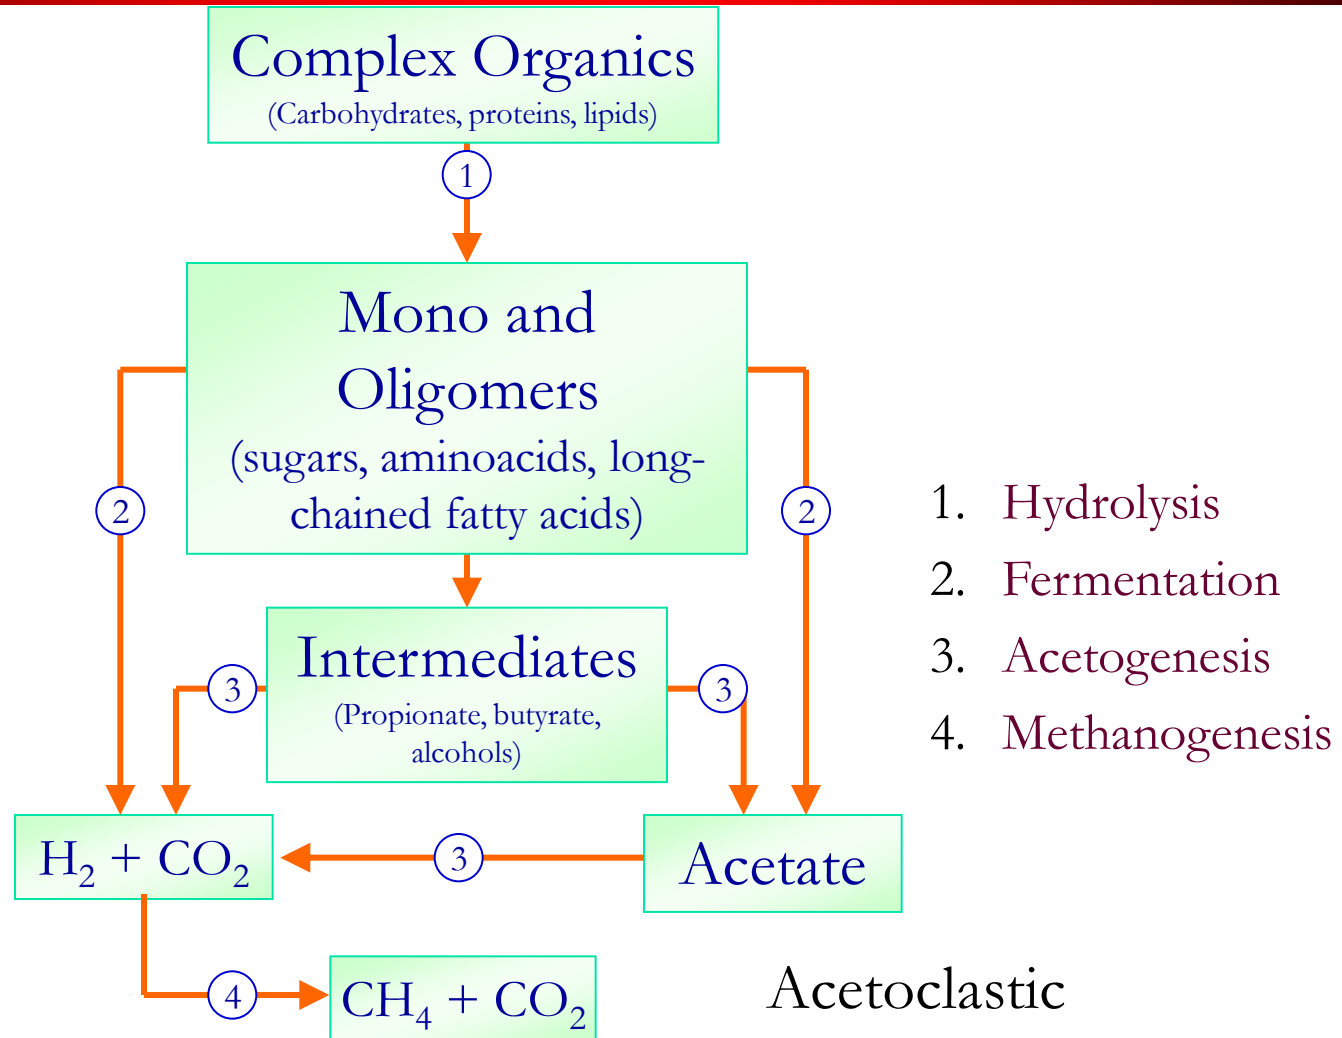 Complex Organics
(Carbohydrates, proteins, lipids)
1
Mono and
Oligomers
(sugars, aminoacids, long-
chained fatty acids)
2
2
1. Hydrolysis
2. Fermentation
3. Acetogenesis
4. Methanogenesis
Intermediates
(Propionate, butyrate,
alcohols)
3
3
H₂ + CO₂
3
Acetate
4
CH₄ + CO₂
Acetoclastic